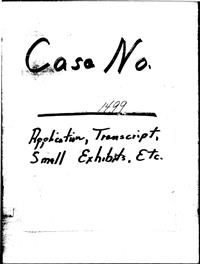 Case No.
1499
Application, Transcript,
Small Exhibits, Etc.